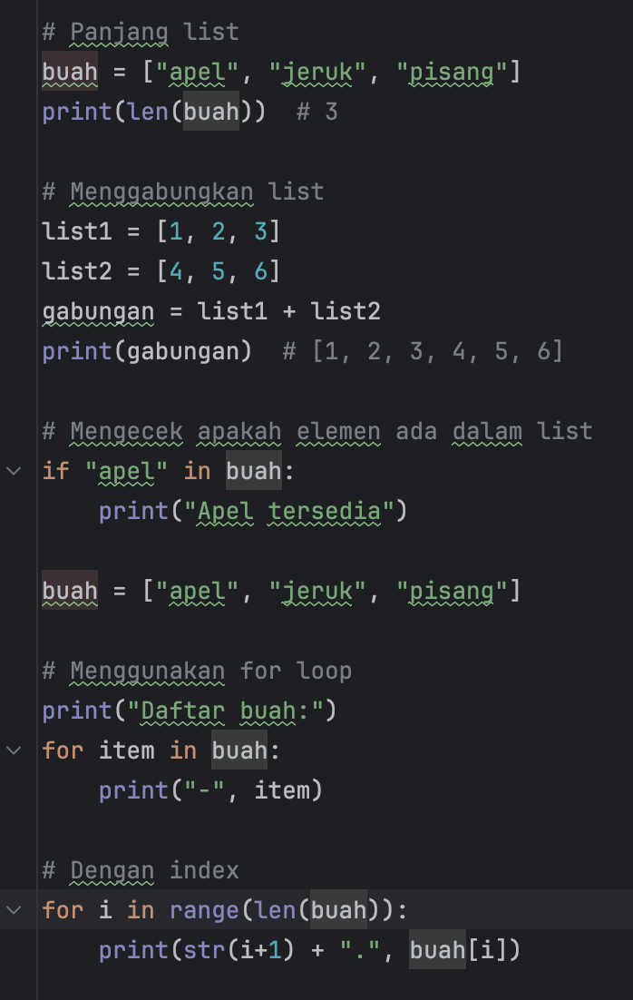 # Panjang list
buah = ["apel", "jeruk", "pisang"]
print(len(buah))  # 3

# Menggabungkan list
list1 = [1, 2, 3]
list2 = [4, 5, 6]
gabungan = list1 + list2
print(gabungan)  # [1, 2, 3, 4, 5, 6]

# Mengecek apakah elemen ada dalam list
if "apel" in buah:
    print("Apel tersedia")

buah = ["apel", "jeruk", "pisang"]

# Menggunakan for loop
print("Daftar buah:")
for item in buah:
    print("-", item)

# Dengan index
for i in range(len(buah)):
    print(str(i+1) + ".", buah[i])